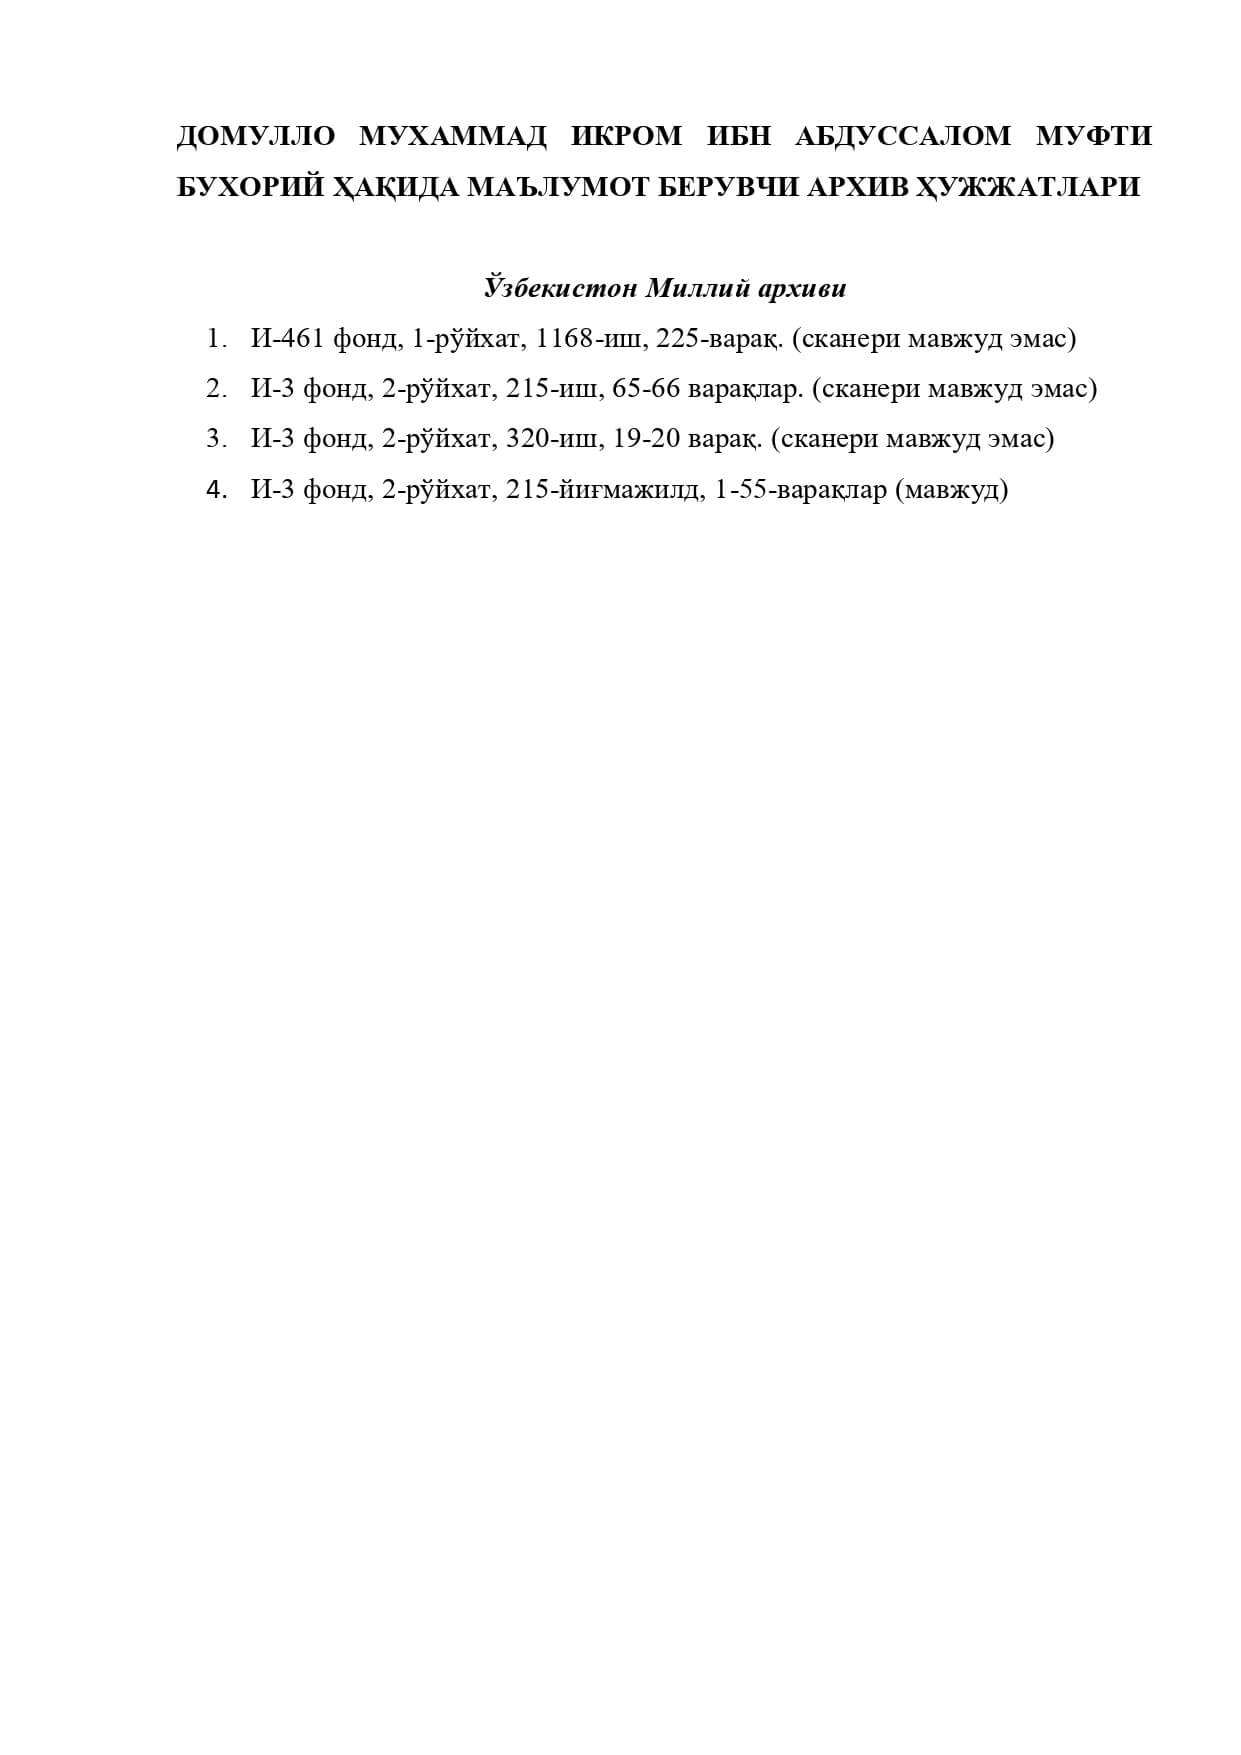 ДОМУЛЛО МУХАММАД ИКРОМ ИБН АБДУССАЛОМ МУФТИ
БУХОРИЙ ҲАҚИДА МАЪЛУМОТ БЕРУВЧИ АРХИВ ҲУЖЖАТЛАРИ
Ўзбекистон Миллий архиви
1. И-461 фонд, 1-рўйхат, 1168-иш, 225-варақ. (сканери мавжуд эмас)
2. И-3 фонд, 2-рўйхат, 215-иш, 65-66 варақлар. (сканери мавжуд эмас)
3. И-3 фонд, 2-рўйхат, 320-иш, 19-20 варақ. (сканери мавжуд эмас)
4. И-3 фонд, 2-рўйхат, 215-йиғмажилд, 1-55-варақлар (мавжуд)